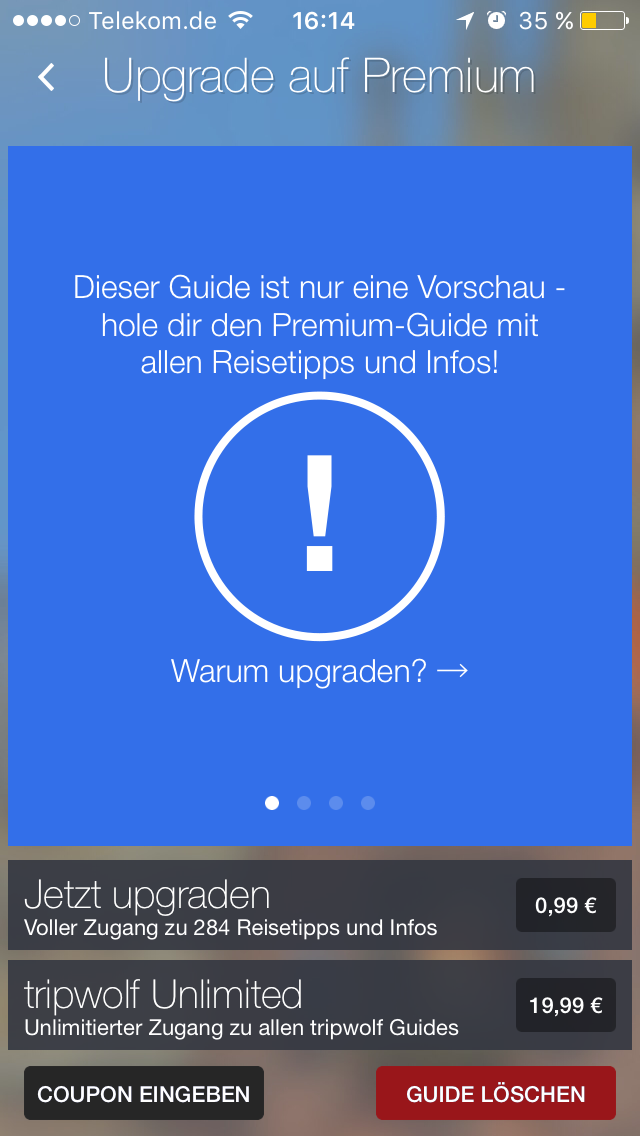 Telekom.de 16:14 35 %
Upgrade auf Premium
Dieser Guide ist nur eine Vorschau -
hole dir den Premium-Guide mit
allen Reisetipps und Infos!
!
Warum upgraden? →
Jetzt upgraden
Voller Zugang zu 284 Reisetipps und Infos
0,99 €
tripwolf Unlimited
Unlimitierter Zugang zu allen tripwolf Guides
19,99 €
COUPON EINGEBEN
GUIDE LÖSCHEN